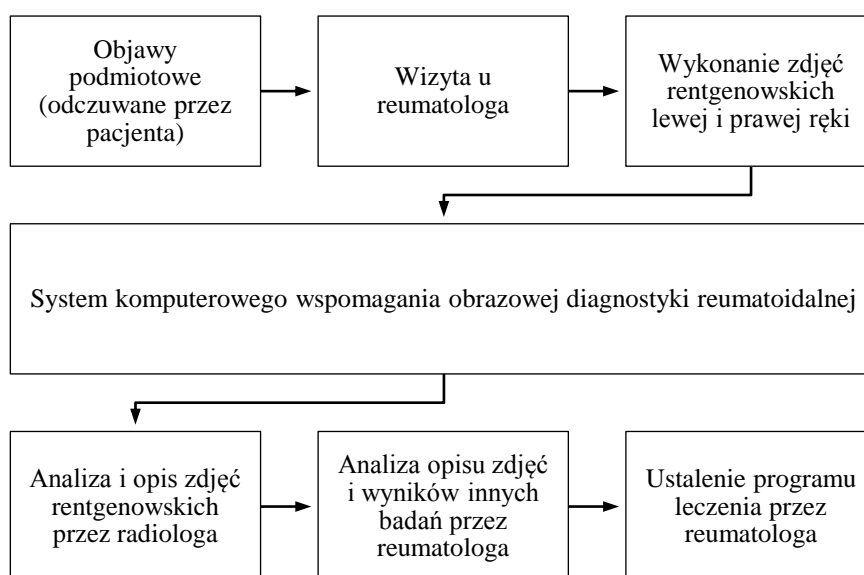 Objawy
podmiotowe
(odczuwane przez
pacjenta)
Wizyta u
reumatologa
Wykonanie zdjęć
rentgenowskich
lewej i prawej ręki
System komputerowego wspomagania obrazowej diagnostyki reumatoidalnej
Analiza i opis zdjęć
rentgenowskich
przez radiologa
Analiza opisu zdjęć
i wyników innych
badań przez
reumatologa
Ustalenie programu
leczenia przez
reumatologa